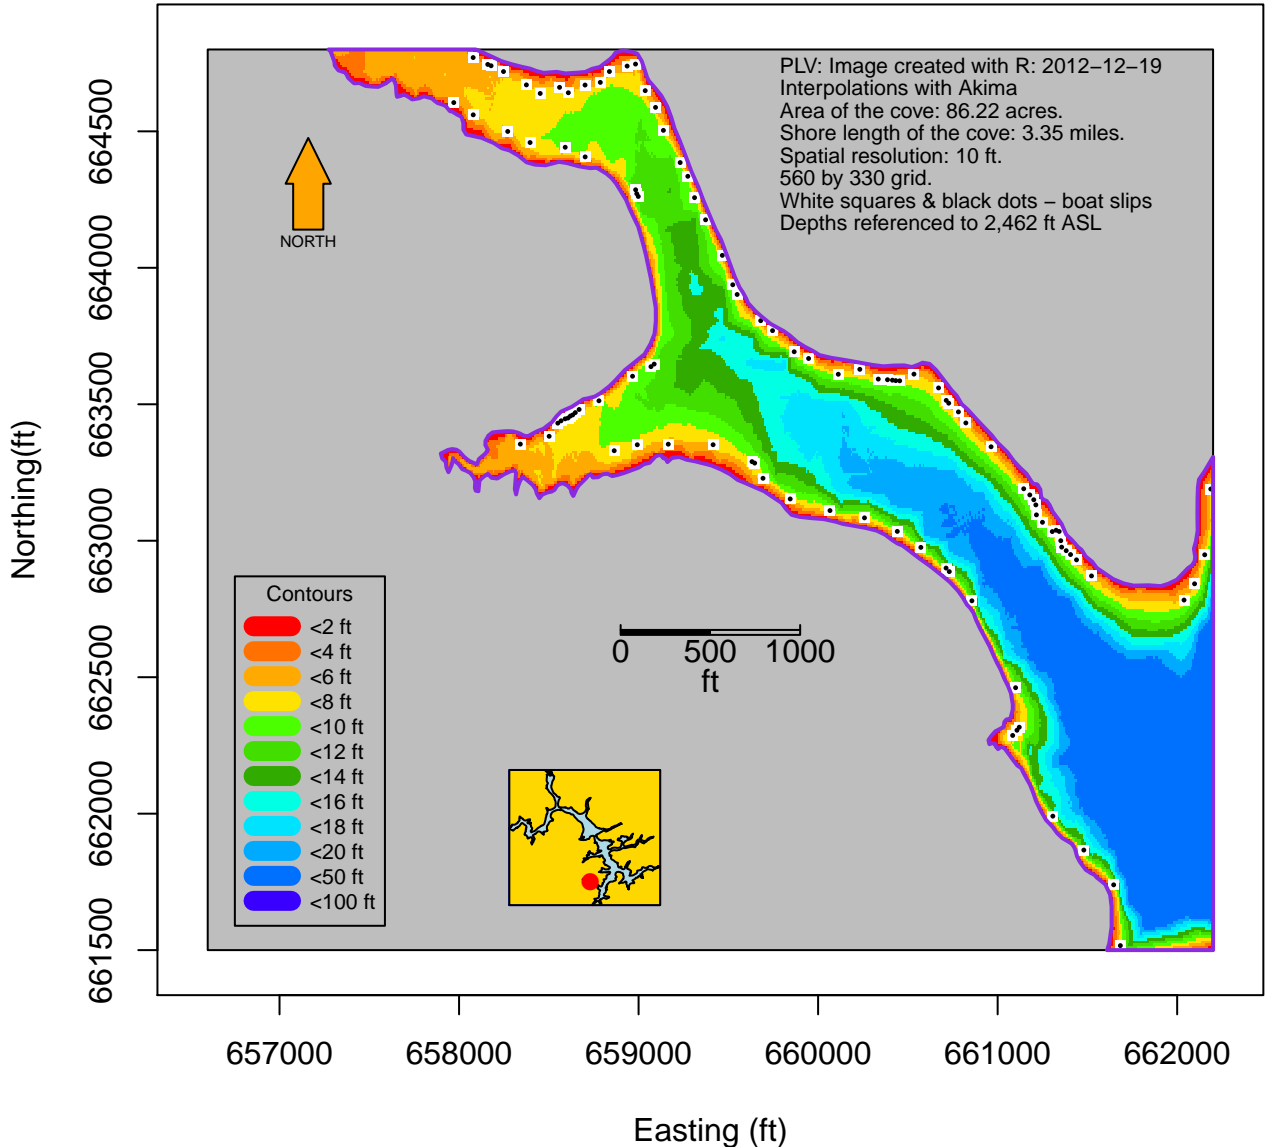 PLV: Image created with R: 2012−12−19
Interpolations with Akima
Area of the cove: 86.22 acres.
Shore length of the cove: 3.35 miles.
Spatial resolution: 10 ft.
560 by 330 grid.
White squares & black dots − boat slips
Depths referenced to 2,462 ft ASL
NORTH
Northing(ft)
664500
664000
663500
663000
662500
662000
661500
Contours
<2 ft
<4 ft
<6 ft
<8 ft
<10 ft
<12 ft
<14 ft
<16 ft
<18 ft
<20 ft
<50 ft
<100 ft
0 500 1000
ft
657000 658000 659000 660000 661000 662000
Easting (ft)